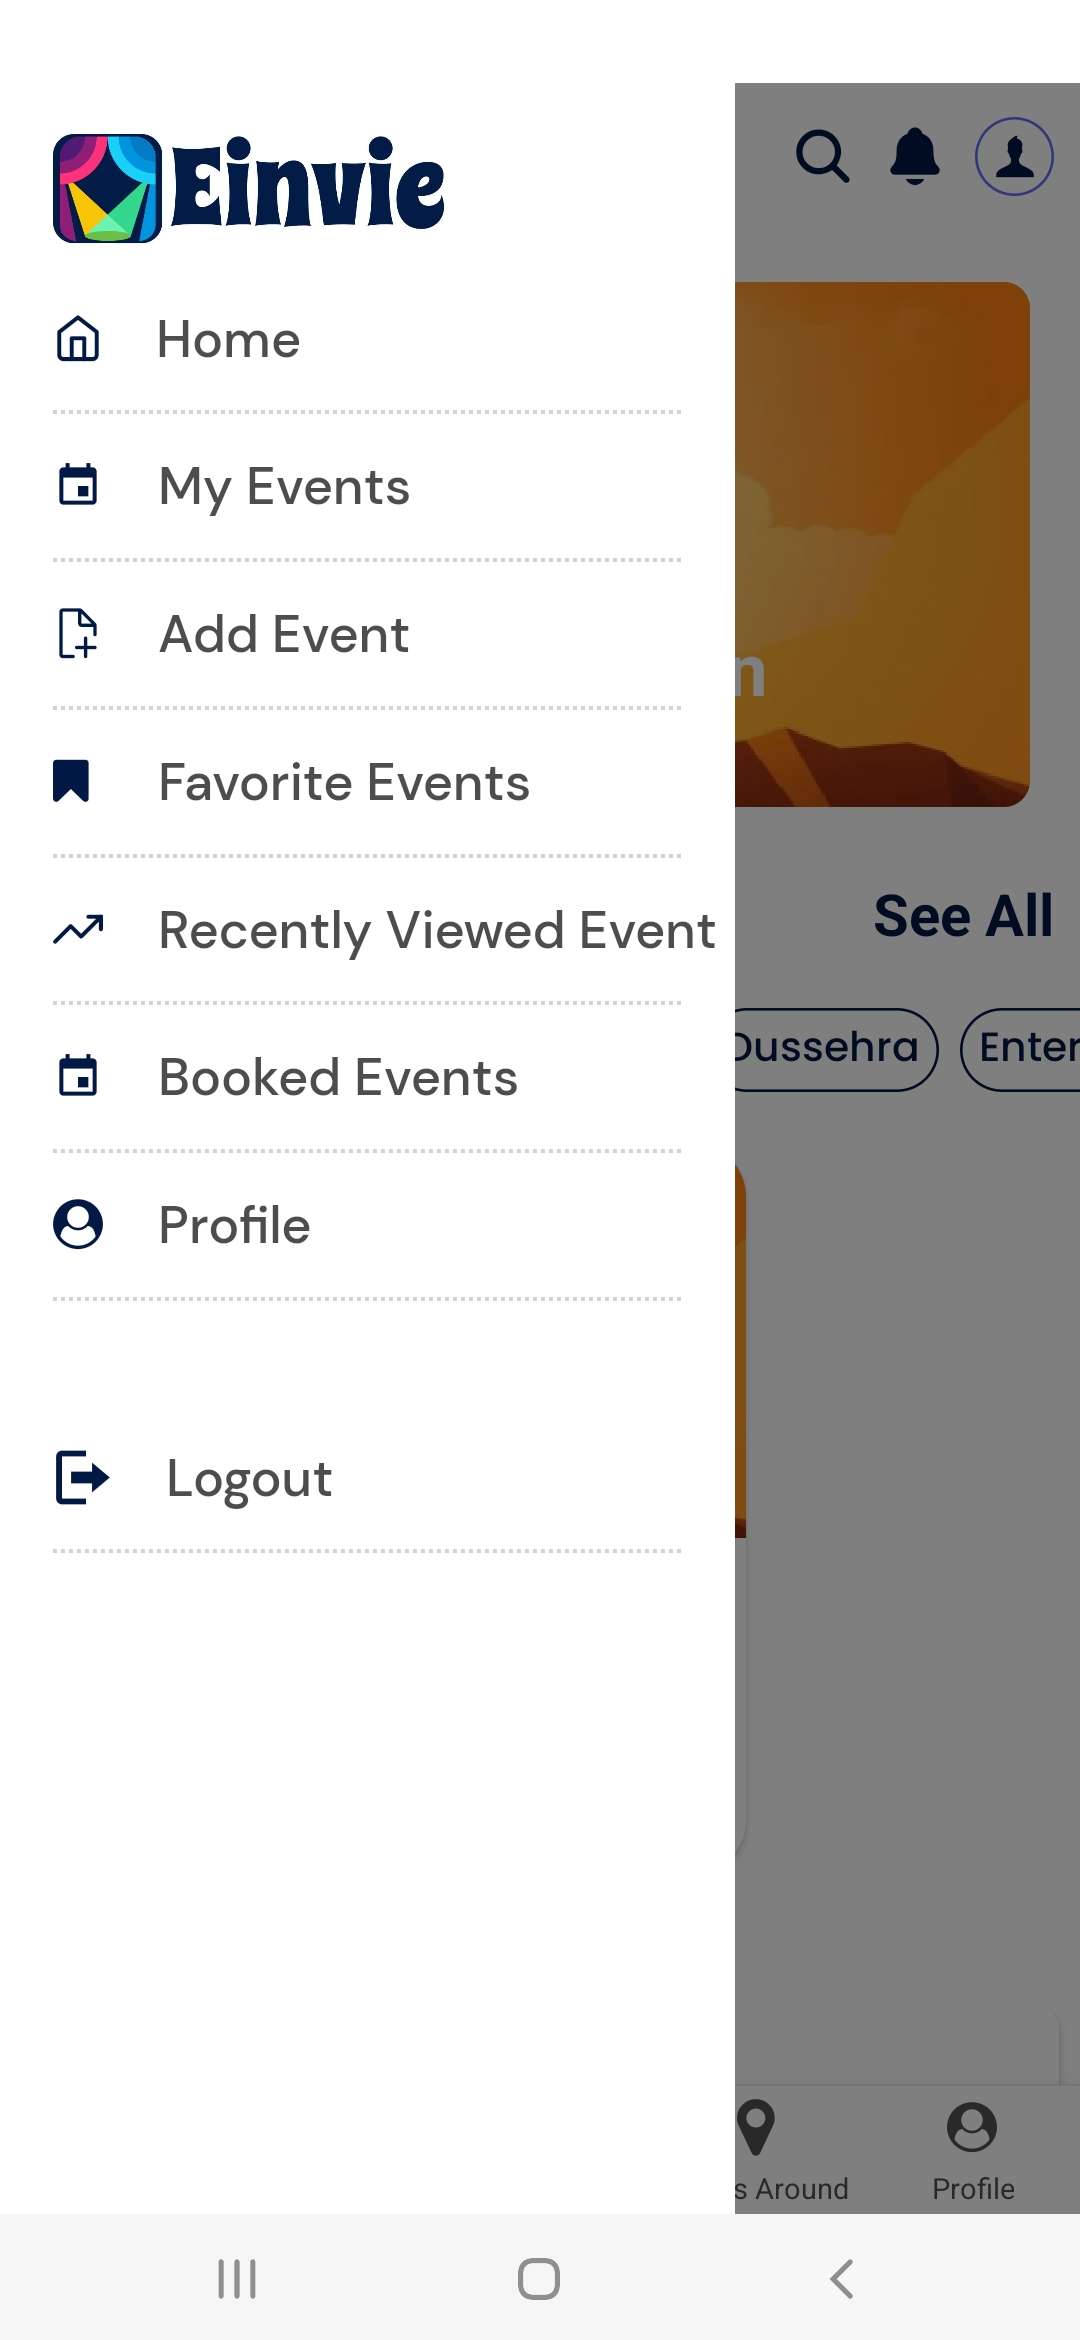 Einvie
Home
My Events
Add Event
Favorite Events
Recently Viewed Event
Booked Events
Profile
Logout
n
See All
Dussehra
Enter
s Around
Profile